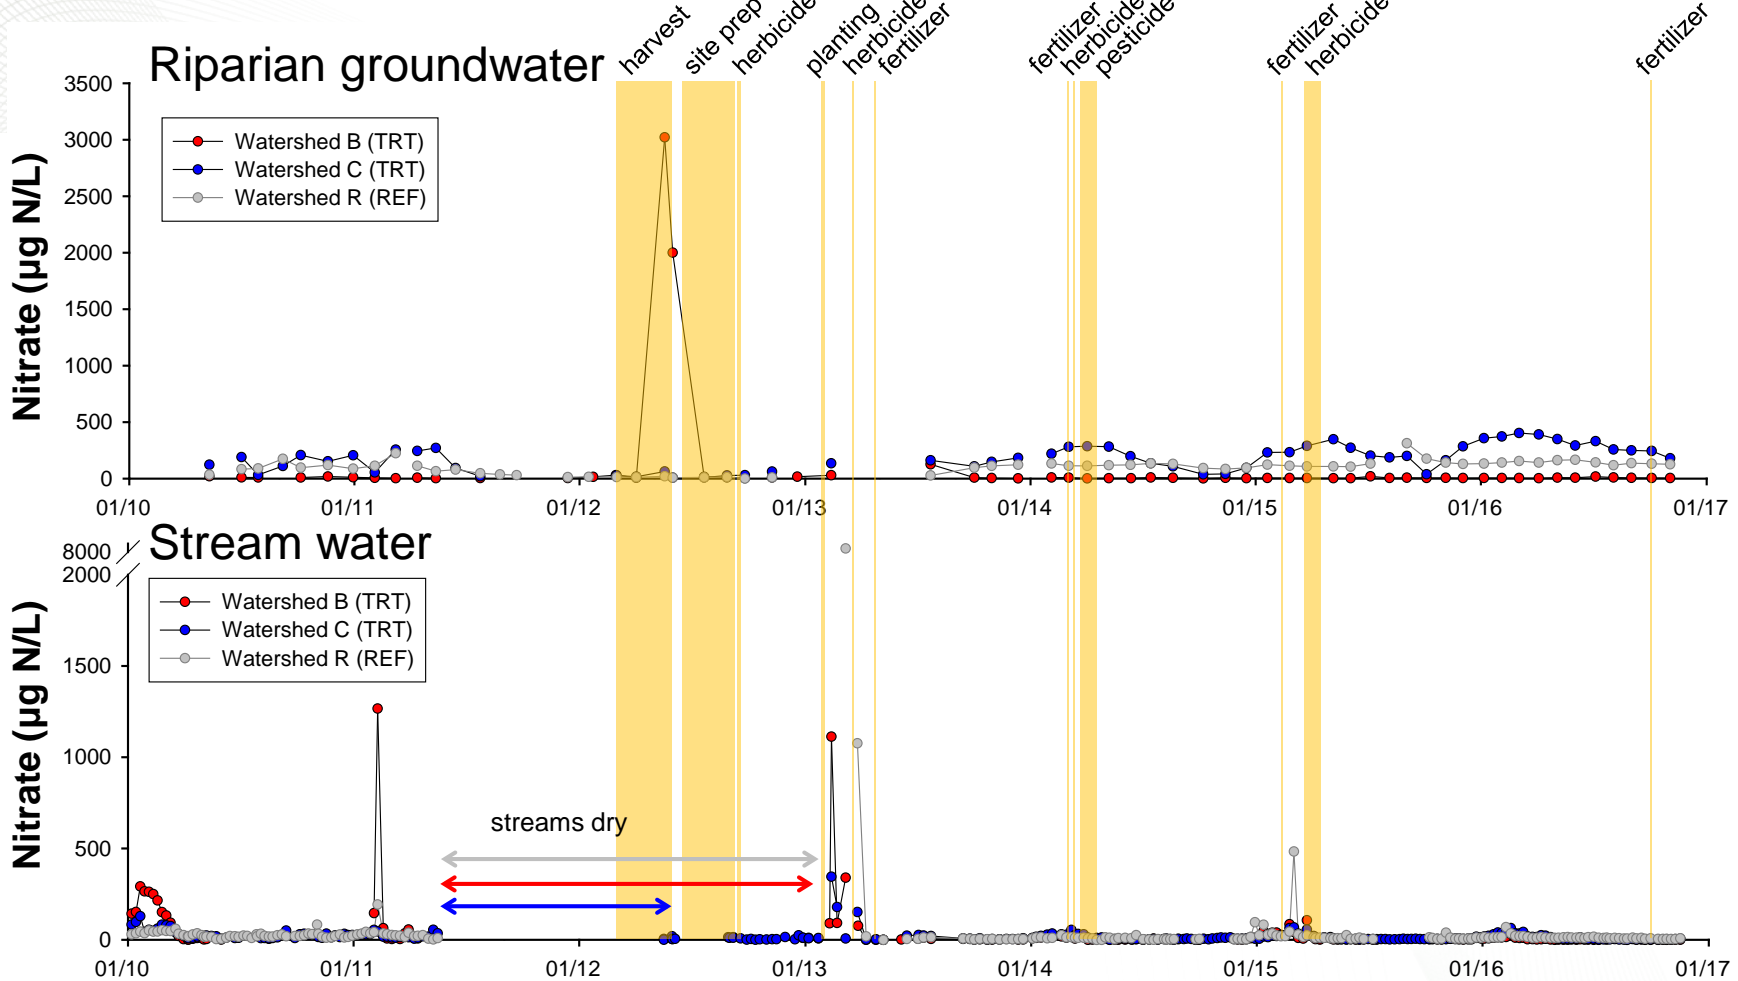 harvest
site prep
herbicide
planting
herbicide
fertilizer
fertilizer
herbicide
pesticide
fertilizer
herbicide
fertilizer
Riparian groundwater
Nitrate (µg N/L)
3500
3000
2500
2000
1500
1000
500
0
Watershed B (TRT)
Watershed C (TRT)
Watershed R (REF)
01/10 01/11 01/12 01/13 01/14 01/15 01/16 01/17
Stream water
Nitrate (µg N/L)
8000
2000
1500
1000
500
0
Watershed B (TRT)
Watershed C (TRT)
Watershed R (REF)
streams dry
01/10 01/11 01/12 01/13 01/14 01/15 01/16 01/17